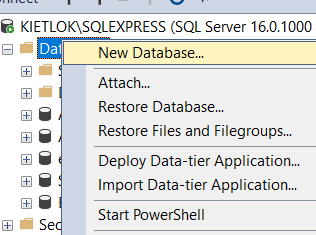 KIETLOK\SQLEXPRESS (SQL Server 16.0.1000
New Database...
Attach...
Restore Database...
Restore Files and Filegroups...
Deploy Data-tier Application...
Import Data-tier Application...
Start PowerShell